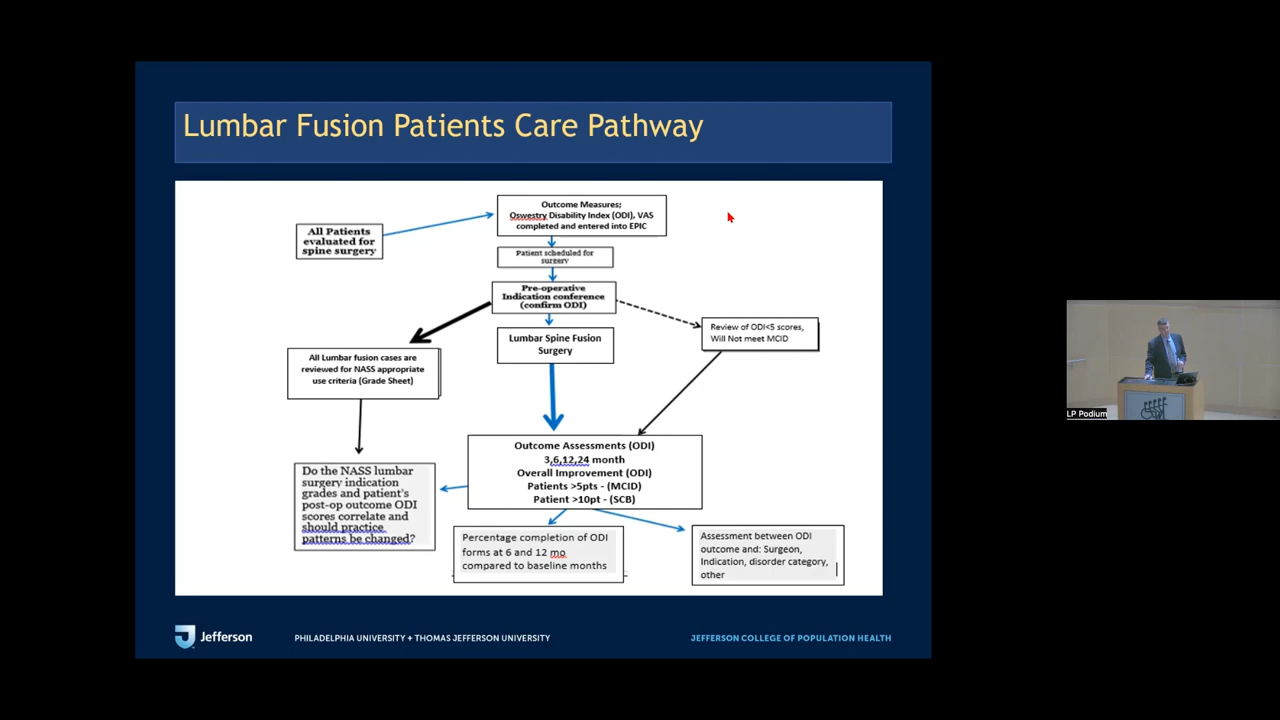 Lumbar Fusion Patients Care Pathway
Outcome Measures;
Oswestry Disability Index (ODI), VAS
completed and entered into EPIC
All Patients
evaluated for
spine surgery
Patient scheduled for
surgery
Pre-operative
Indication conference
(confirm ODI)
Review of ODI<5 scores,
Will Not meet MCID
Lumbar Spine Fusion
Surgery
All Lumbar fusion cases are
reviewed for NASS appropriate
use criteria (Grade Sheet)
Outcome Assessments (ODI)
3,6,12,24 month
Overall Improvement (ODI)
Patients >5pts - (MCID)
Patient >10pt - (SCB)
Do the NASS lumbar
surgery indication
grades and patient's
post-op outcome ODI
scores correlate and
should practice
patterns be changed?
Percentage completion of ODI
forms at 6 and 12 mo
compared to baseline months
Assessment between ODI
outcome and: Surgeon,
Indication, disorder category,
other
Jefferson
PHILADELPHIA UNIVERSITY + THOMAS JEFFERSON UNIVERSITY
JEFFERSON COLLEGE OF POPULATION HEALTH
LP Podium